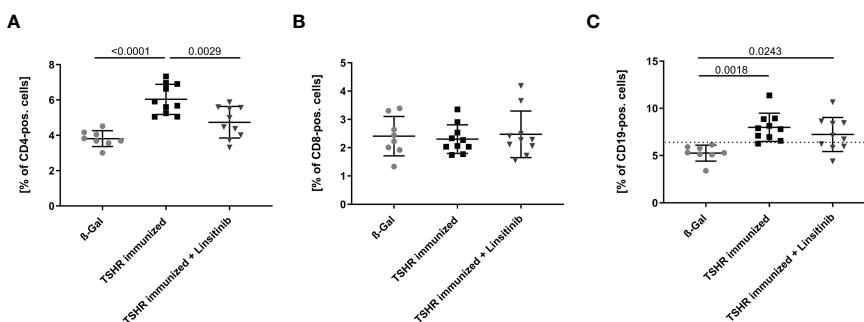 A
B
C
<0.0001
0.0029
[% of CD4-pos. cells]
8
6
4
2
0
ß-Gal
TSHR immunized
TSHR immunized + Linsitinib
[% of CD8-pos. cells]
5
4
3
2
1
0
ß-Gal
TSHR immunized
TSHR immunized + Linsitinib
0.0243
0.0018
[% of CD19-pos. cells]
15
10
5
0
ß-Gal
TSHR immunized
TSHR immunized + Linsitinib